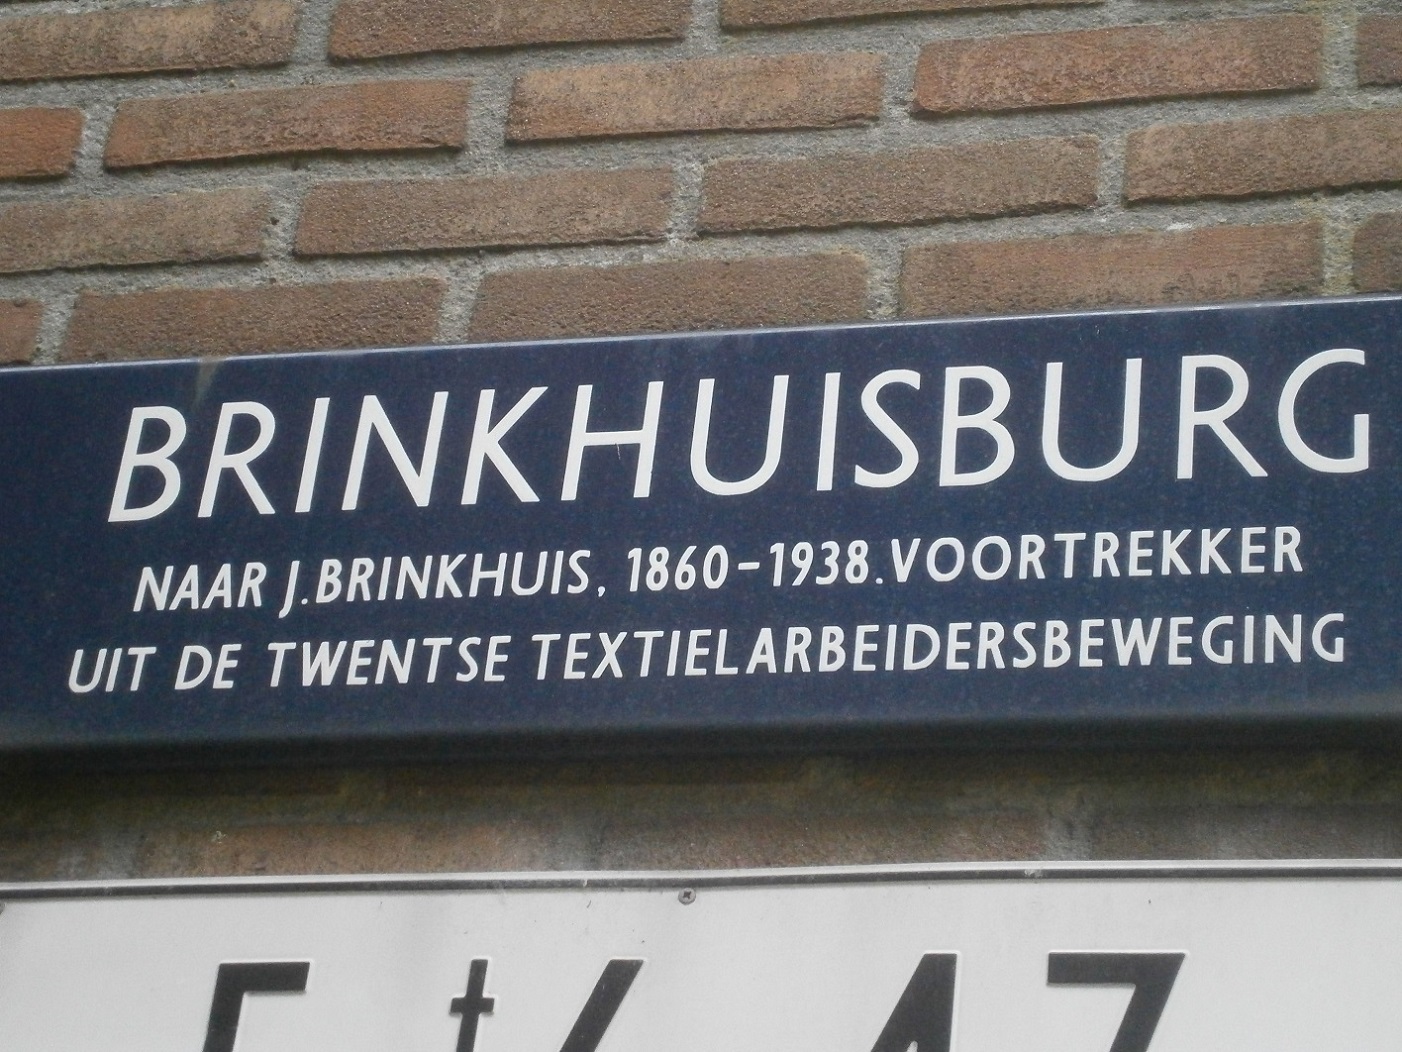 BRINKHUISBURG
NAAR J. BRINKHUIS, 1860-1938. VOORTREKKER
UIT DE TWENTSE TEXTIELARBEIDERSBEWEGING